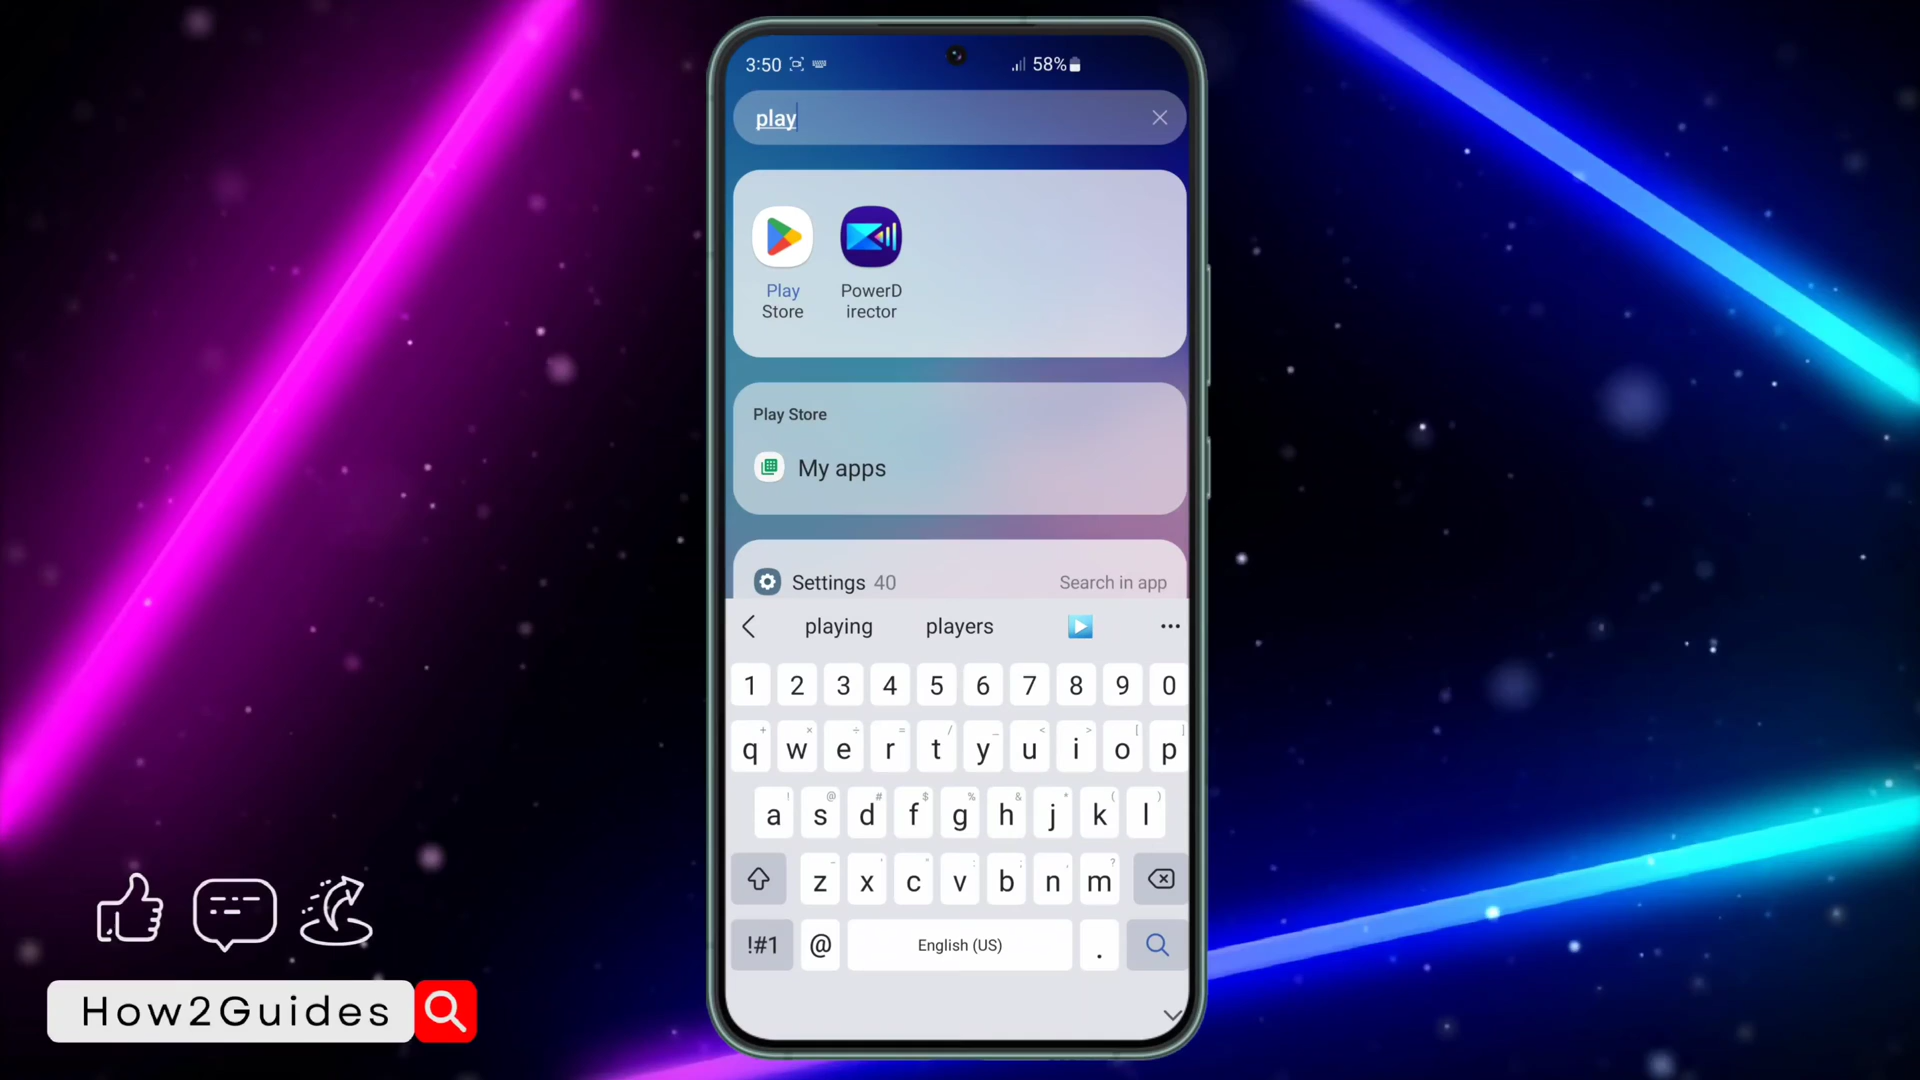 3:50
58%
play
Play Store
PowerD
irector
Play Store
My apps
Settings 40
Search in app
playing
players
1 2 3 4 5 6 7 8 9 0
q w e r t y u i o p
a s d f g h j k l
z x c v b n m
!#1 @ English (US) .
How2Guides